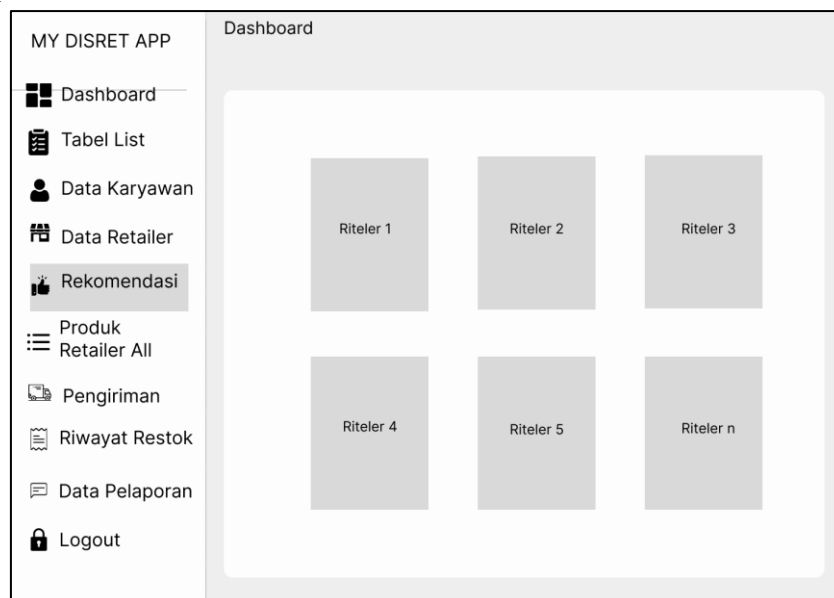 MY DISRET APP
Dashboard
Tabel List
Data Karyawan
Data Retailer
Rekomendasi
Produk
Retailer All
Pengiriman
Riwayat Restok
Data Pelaporan
Logout
Dashboard
Riteler 1
Riteler 2
Riteler 3
Riteler 4
Riteler 5
Riteler n